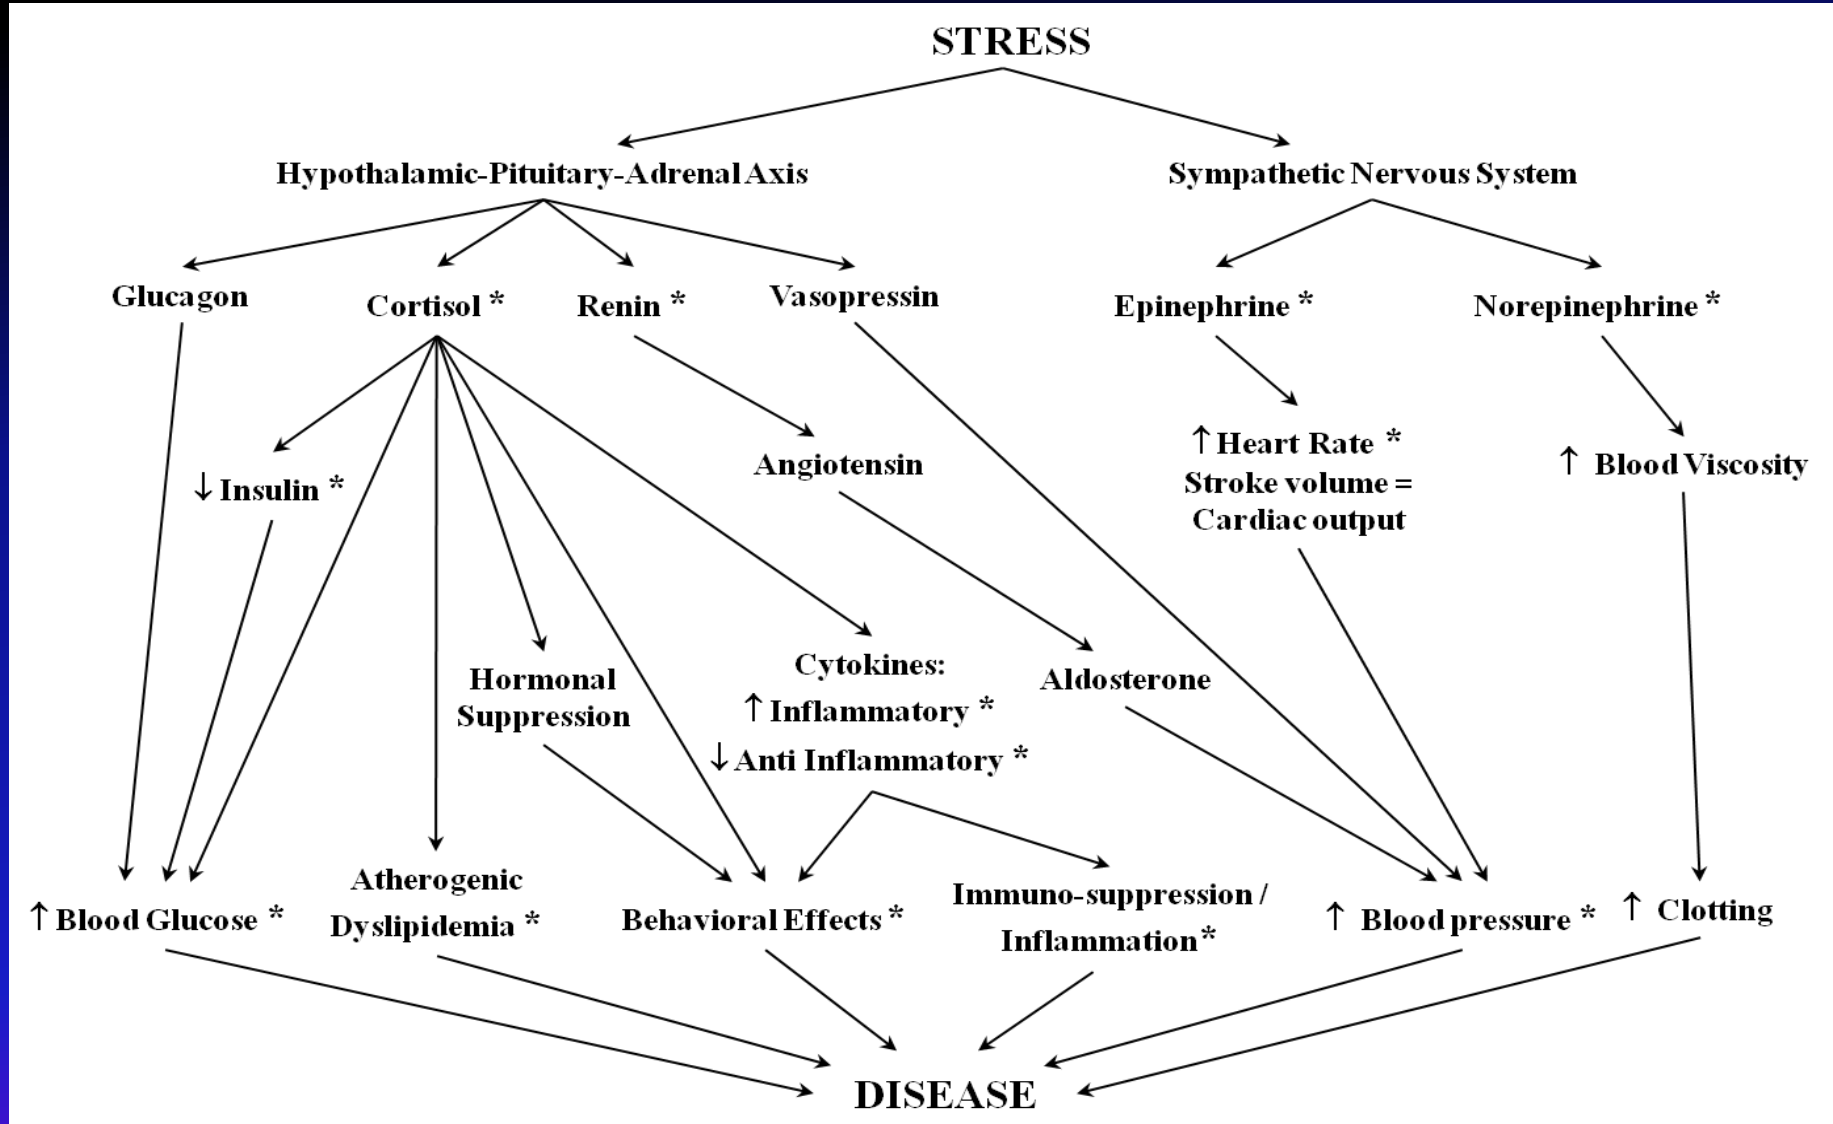 STRESS
Hypothalamic-Pituitary-Adrenal Axis
Sympathetic Nervous System
Glucagon
Cortisol *
Renin *
Vasopressin
Epinephrine *
Norepinephrine *
↓ Insulin *
Angiotensin
↑ Heart Rate *
Stroke volume =
Cardiac output
↑ Blood Viscosity
Hormonal
Suppression
Cytokines:
↑ Inflammatory *
↓ Anti Inflammatory *
Aldosterone
↑ Blood Glucose *
Atherogenic
Dyslipidemia *
Behavioral Effects *
Immuno-suppression /
Inflammation *
↑ Blood pressure *
↑ Clotting
DISEASE